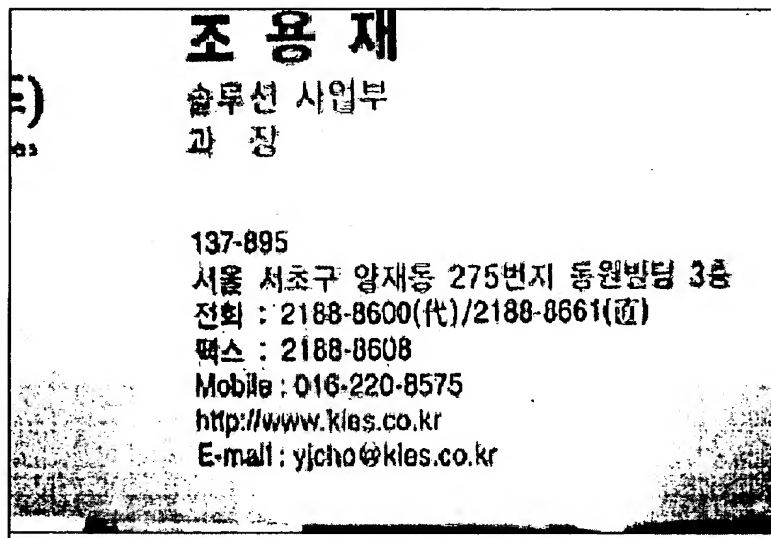 조 용 재
솔루션 사업부
과 장
137-895
서울 서초구 양재동 275번지 동원빌딩 3층
전화 : 2188-8600(代)/2188-8661(直)
팩스 : 2188-8608
Mobile : 016-220-8575
http://www.kies.co.kr
E-mail : yjcho@kies.co.kr